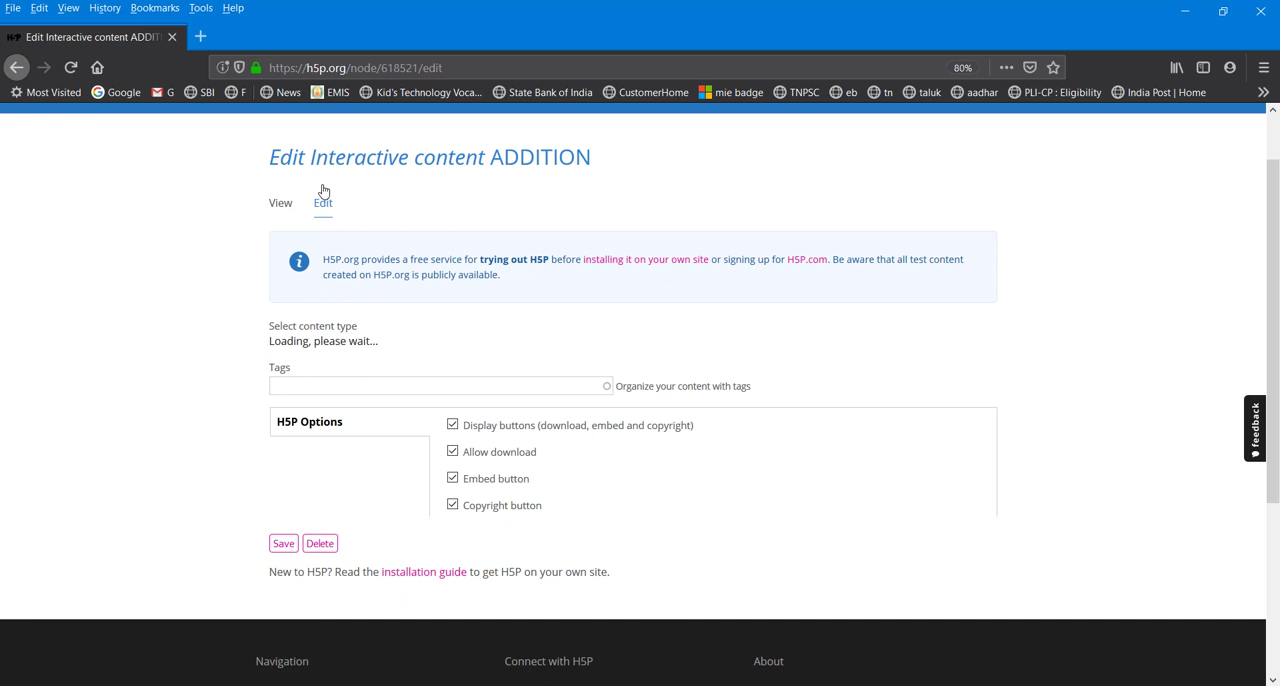 File Edit View History Bookmarks Tools Help
H5P Edit Interactive content ADDITI
https://h5p.org/node/618521/edit 80%
Most Visited Google G SBI F News EMIS Kid's Technology Voca... State Bank of India CustomerHome mie badge TNPSC eb tn taluk aadhar PLI-CP : Eligibility India Post | Home
Edit Interactive content ADDITION
View Edit
H5P.org provides a free service for trying out H5P before installing it on your own site or signing up for H5P.com. Be aware that all test content
created on H5P.org is publicly available.
Select content type
Loading, please wait...
Tags
Organize your content with tags
H5P Options
Display buttons (download, embed and copyright)
Allow download
Embed button
Copyright button
feedback
Save Delete
New to H5P? Read the installation guide to get H5P on your own site.
Navigation Connect with H5P About